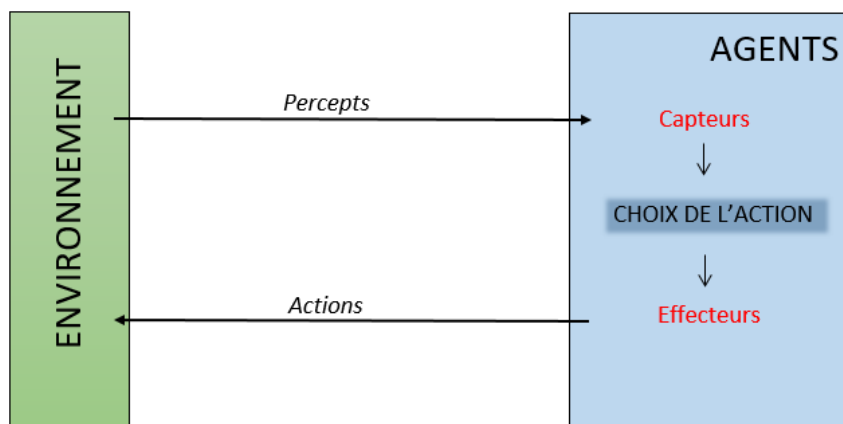 ENVIRONNEMENT
AGENTS
Percepts
Capteurs
CHOIX DE L'ACTION
Actions
Effecteurs